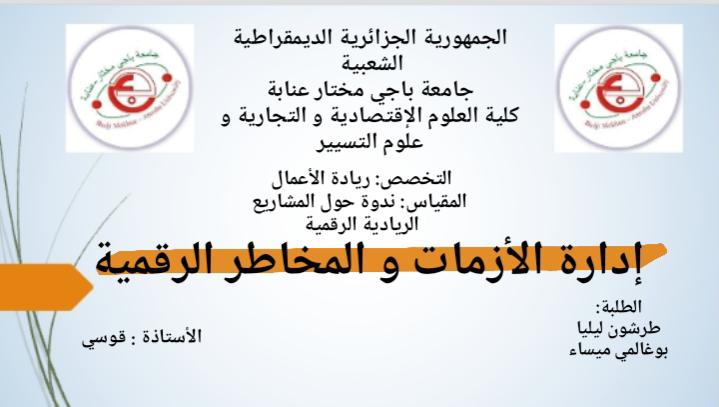 الجمهورية الجزائرية الديمقراطية
الشعبية
جامعة باجي مختار عنابة
كلية العلوم الإقتصادية و التجارية و
علوم التسيير
جامعة باجي مختار - عنابة
Badji Mokhtar - Annaba University
جامعة باجي مختار - عنابة
Badji Mokhtar - Annaba University
التخصص: ريادة الأعمال
المقياس: ندوة حول المشاريع
الريادية الرقمية
إدارة الأزمات و المخاطر الرقمية
الطلبة:
طرشون ليليا
بوغالمي ميساء
الأستاذة : قوسي